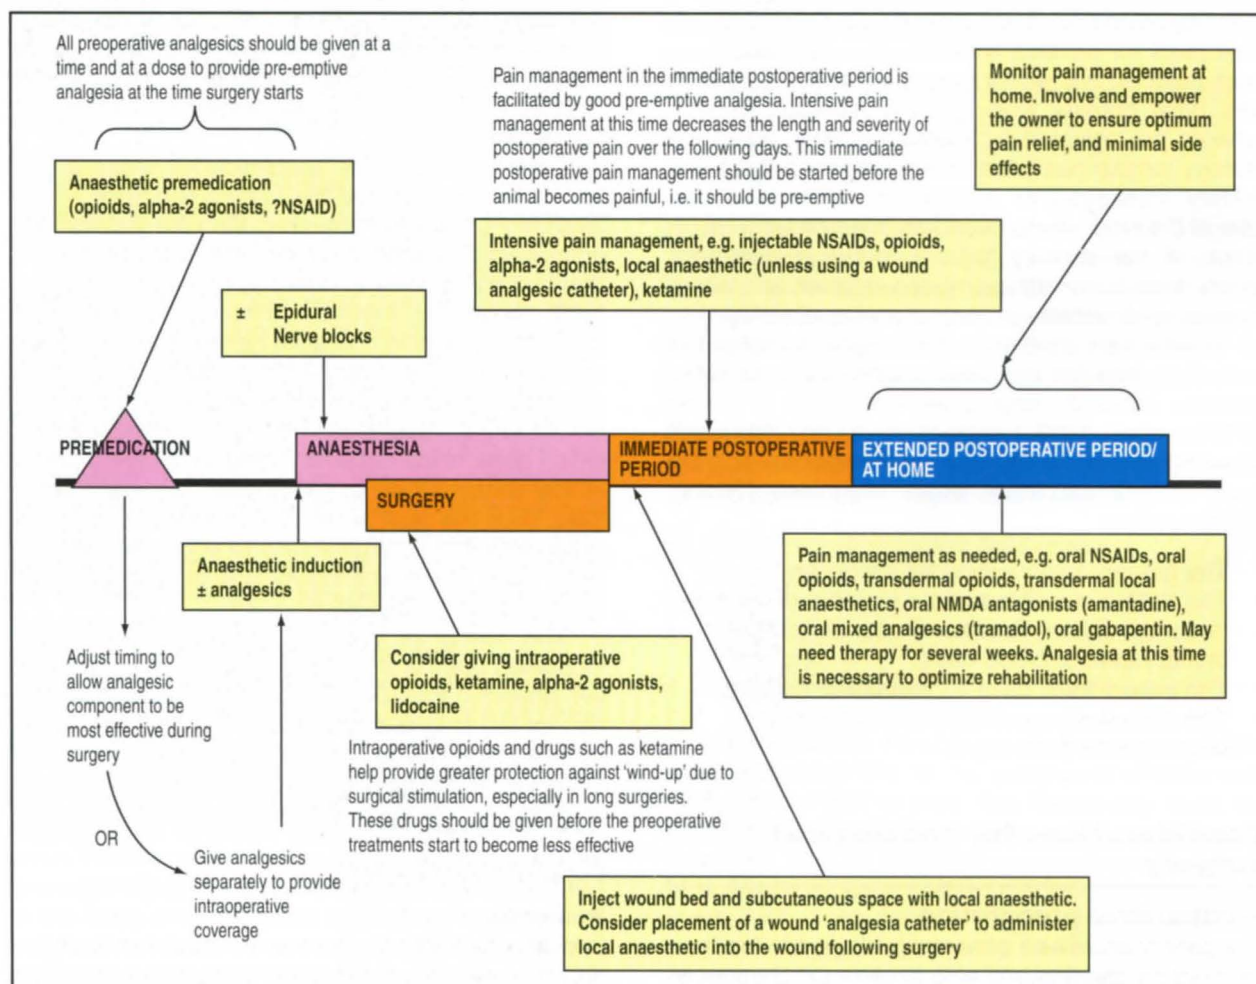 All preoperative analgesics should be given at a
time and at a dose to provide pre-emptive
analgesia at the time surgery starts
Anaesthetic premedication
(opioids, alpha-2 agonists, ?NSAID)
± Epidural
Nerve blocks
Pain management in the immediate postoperative period is
facilitated by good pre-emptive analgesia. Intensive pain
management at this time decreases the length and severity of
postoperative pain over the following days. This immediate
postoperative pain management should be started before the
animal becomes painful, i.e. it should be pre-emptive
Intensive pain management, e.g. injectable NSAIDs, opioids,
alpha-2 agonists, local anaesthetic (unless using a wound
analgesic catheter), ketamine
Monitor pain management at
home. Involve and empower
the owner to ensure optimum
pain relief, and minimal side
effects
PREMEDICATION
ANAESTHESIA
SURGERY
IMMEDIATE POSTOPERATIVE
PERIOD
EXTENDED POSTOPERATIVE PERIOD/
AT HOME
Adjust timing to
allow analgesic
component to be
most effective during
surgery
OR
Give analgesics
separately to provide
intraoperative
coverage
Anaesthetic induction
± analgesics
Consider giving intraoperative
opioids, ketamine, alpha-2 agonists,
lidocaine
Intraoperative opioids and drugs such as ketamine
help provide greater protection against 'wind-up' due to
surgical stimulation, especially in long surgeries.
These drugs should be given before the preoperative
treatments start to become less effective
Inject wound bed and subcutaneous space with local anaesthetic.
Consider placement of a wound 'analgesia catheter' to administer
local anaesthetic into the wound following surgery
Pain management as needed, e.g. oral NSAIDs, oral
opioids, transdermal opioids, transdermal local
anaesthetics, oral NMDA antagonists (amantadine),
oral mixed analgesics (tramadol), oral gabapentin. May
need therapy for several weeks. Analgesia at this time
is necessary to optimize rehabilitation